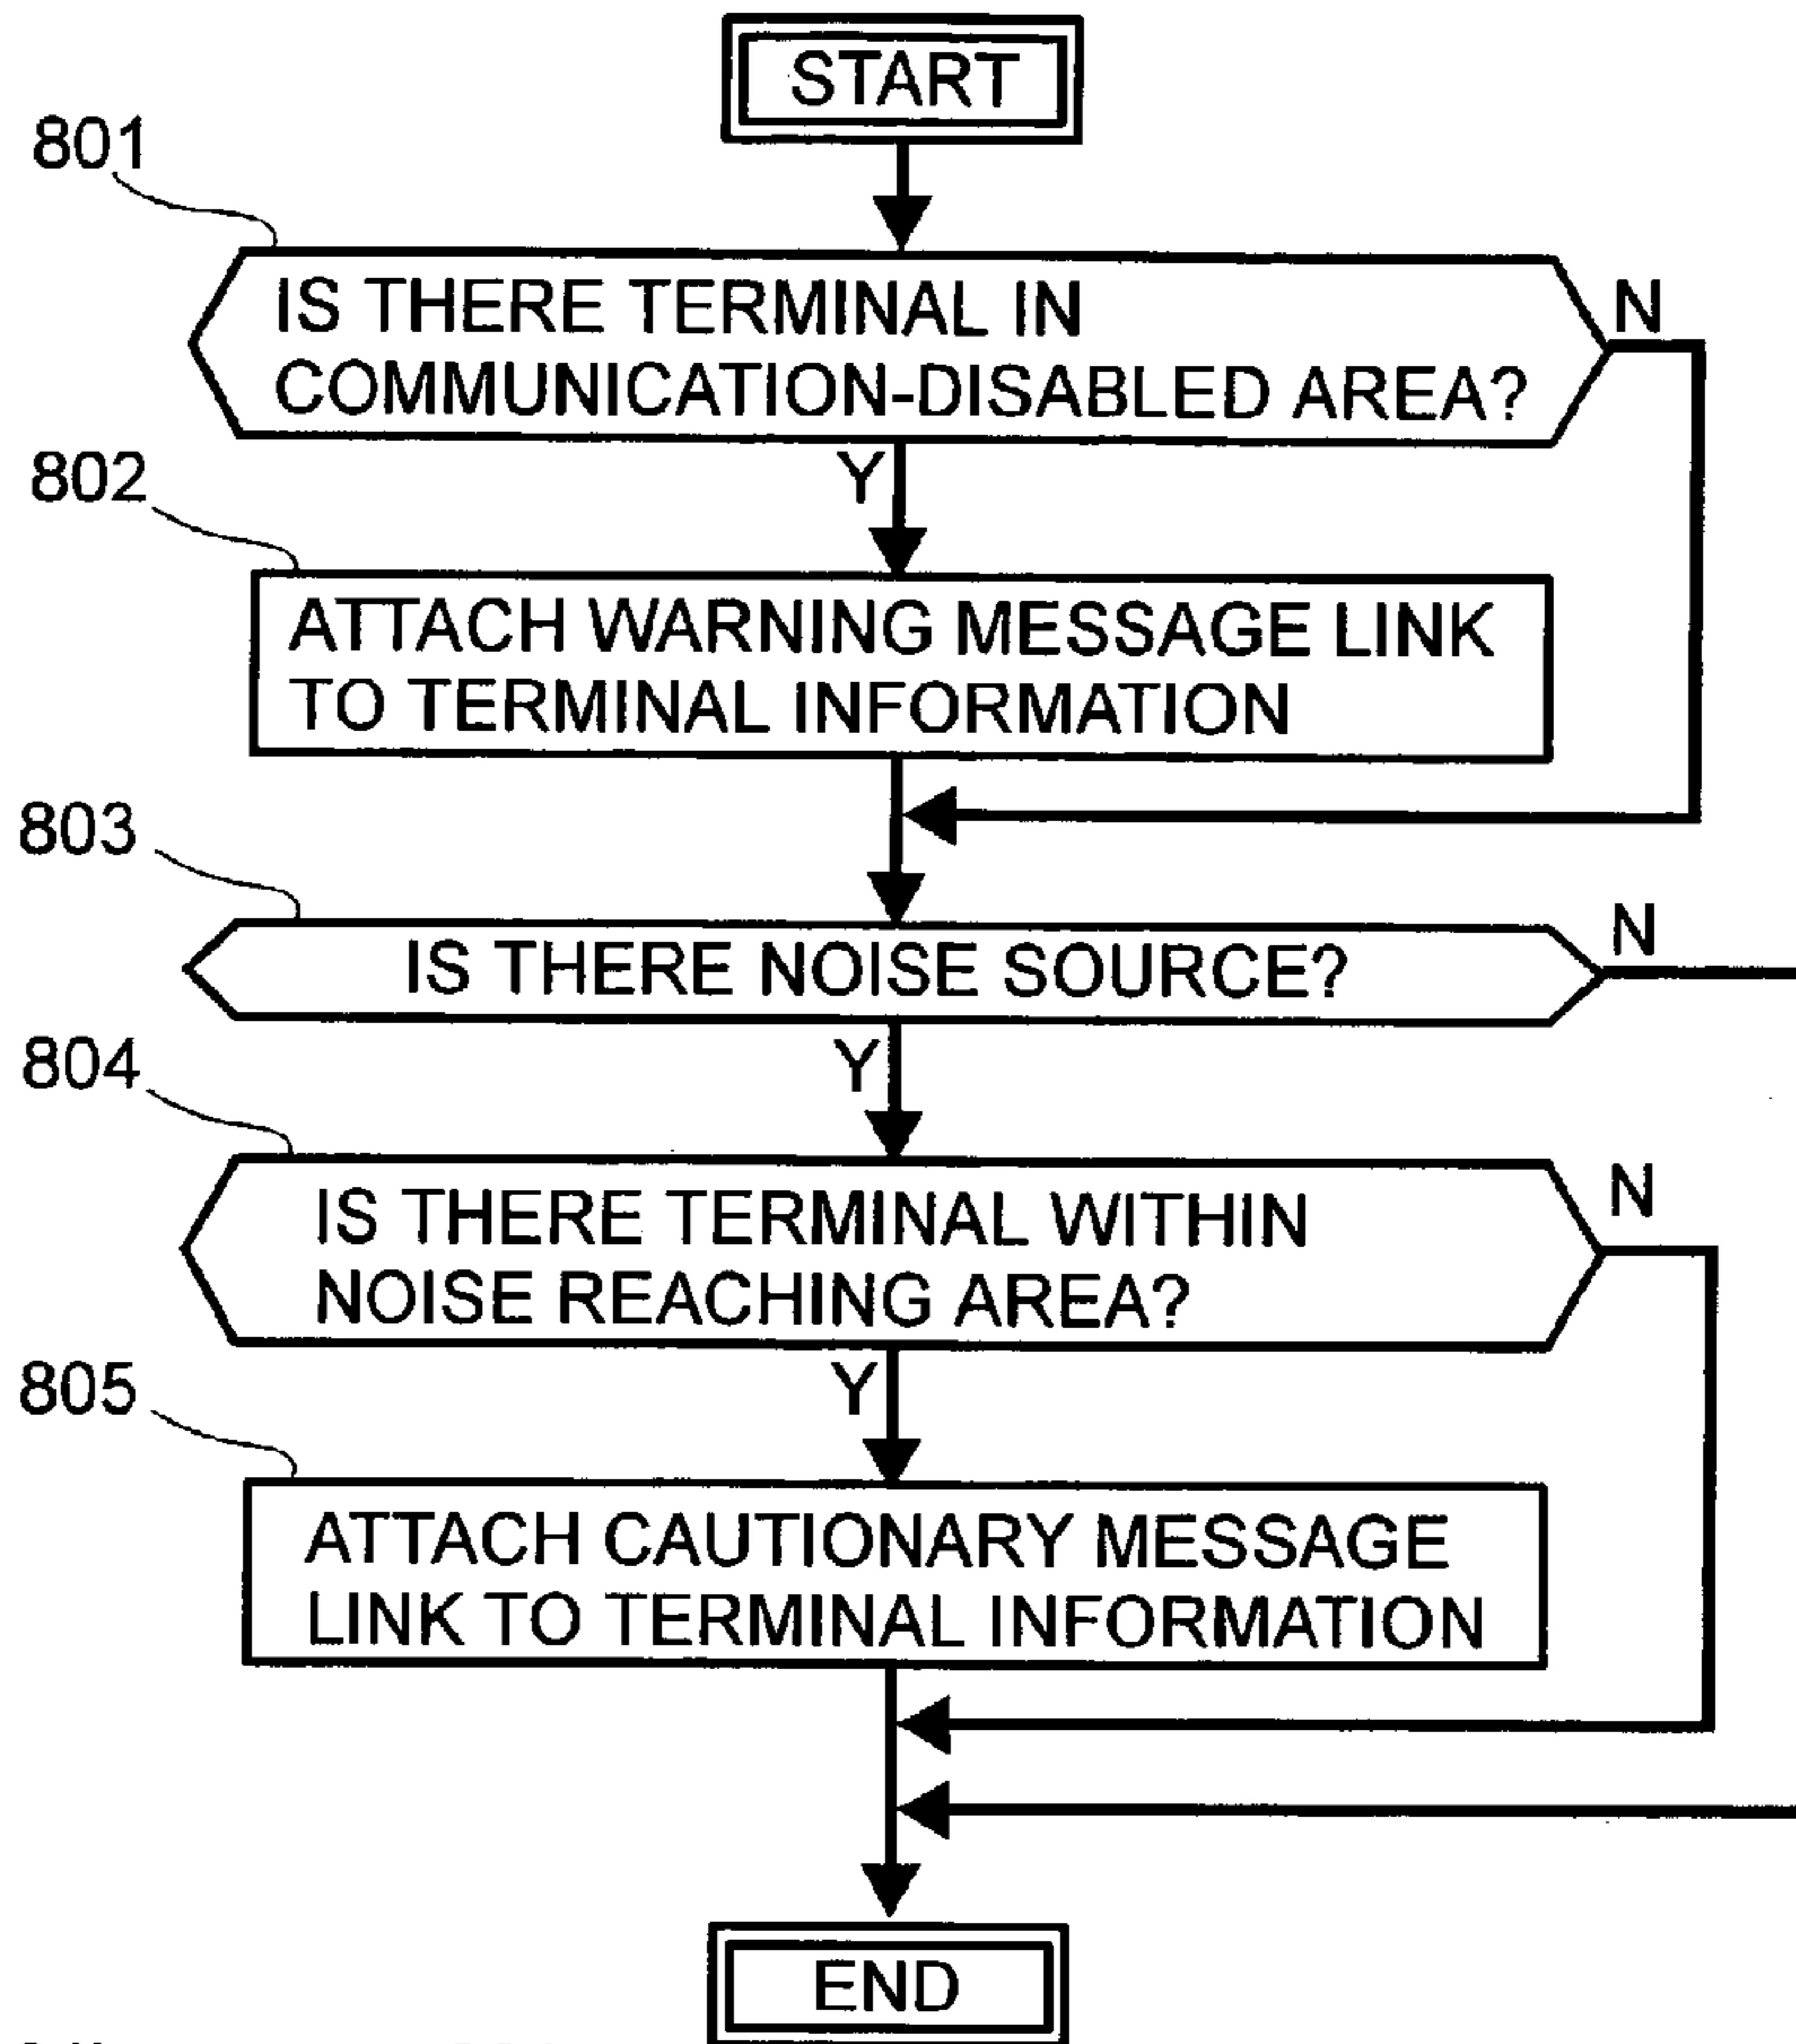 START
801
IS THERE TERMINAL IN
COMMUNICATION-DISABLED AREA?
N
Y
802
ATTACH WARNING MESSAGE LINK
TO TERMINAL INFORMATION
803
IS THERE NOISE SOURCE?
N
Y
804
IS THERE TERMINAL WITHIN
NOISE REACHING AREA?
N
Y
805
ATTACH CAUTIONARY MESSAGE
LINK TO TERMINAL INFORMATION
END